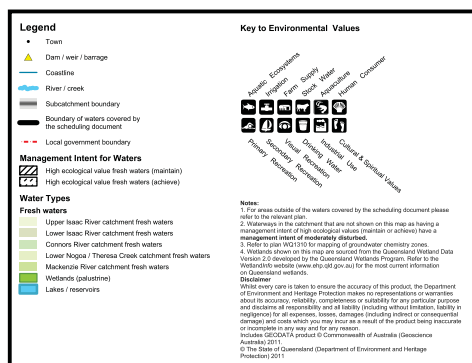 Legend
Town
Dam / weir / barrage
Coastline
River / creek
Subcatchment boundary
Boundary of waters covered by
the scheduling document
Local government boundary
Management Intent for Waters
High ecological value fresh waters (maintain)
High ecological value fresh waters (achieve)
Water Types
Fresh waters
Upper Isaac River catchment fresh waters
Lower Isaac River catchment fresh waters
Connors River catchment fresh waters
Lower Nogoa / Theresa Creek catchment fresh waters
Mackenzie River catchment fresh waters
Wetlands (palustrine)
Lakes / reservoirs
Key to Environmental Values
Aquatic Ecosystems
Irrigation
Farm Supply
Stock Water
Aquaculture
Human Consumer
Primary Recreation
Secondary Recreation
Visual Recreation
Drinking Water
Industrial Use
Cultural & Spiritual Values
Notes:
1. For areas outside of the waters covered by the scheduling document please
refer to the relevant plan.
2. Waterways in the catchment that are not shown on this map as having a
management intent of high ecological values (maintain or achieve) have a
management intent of moderately disturbed.
3. Refer to plan WQ1310 for mapping of groundwater chemistry zones.
4. Wetlands shown on this map are sourced from the Queensland Wetland Data
Version 2.0 developed by the Queensland Wetlands Program. Refer to the
WetlandInfo website (www.ehp.qld.gov.au) for the most current information
on Queensland wetlands.
Disclaimer
Whilst every care is taken to ensure the accuracy of this product, the Department
of Environment and Heritage Protection makes no representations or warranties
about its accuracy, reliability, completeness or suitability for any particular purpose
and disclaims all responsibility and all liability (including without limitation, liability in
negligence) for all expenses, losses, damages (including indirect or consequential
damage) and costs which you may incur as a result of the product being inaccurate
or incomplete in any way and for any reason.
Includes GEODATA product © Commonwealth of Australia (Geoscience
Australia) 2011.
© The State of Queensland (Department of Environment and Heritage
Protection) 2011